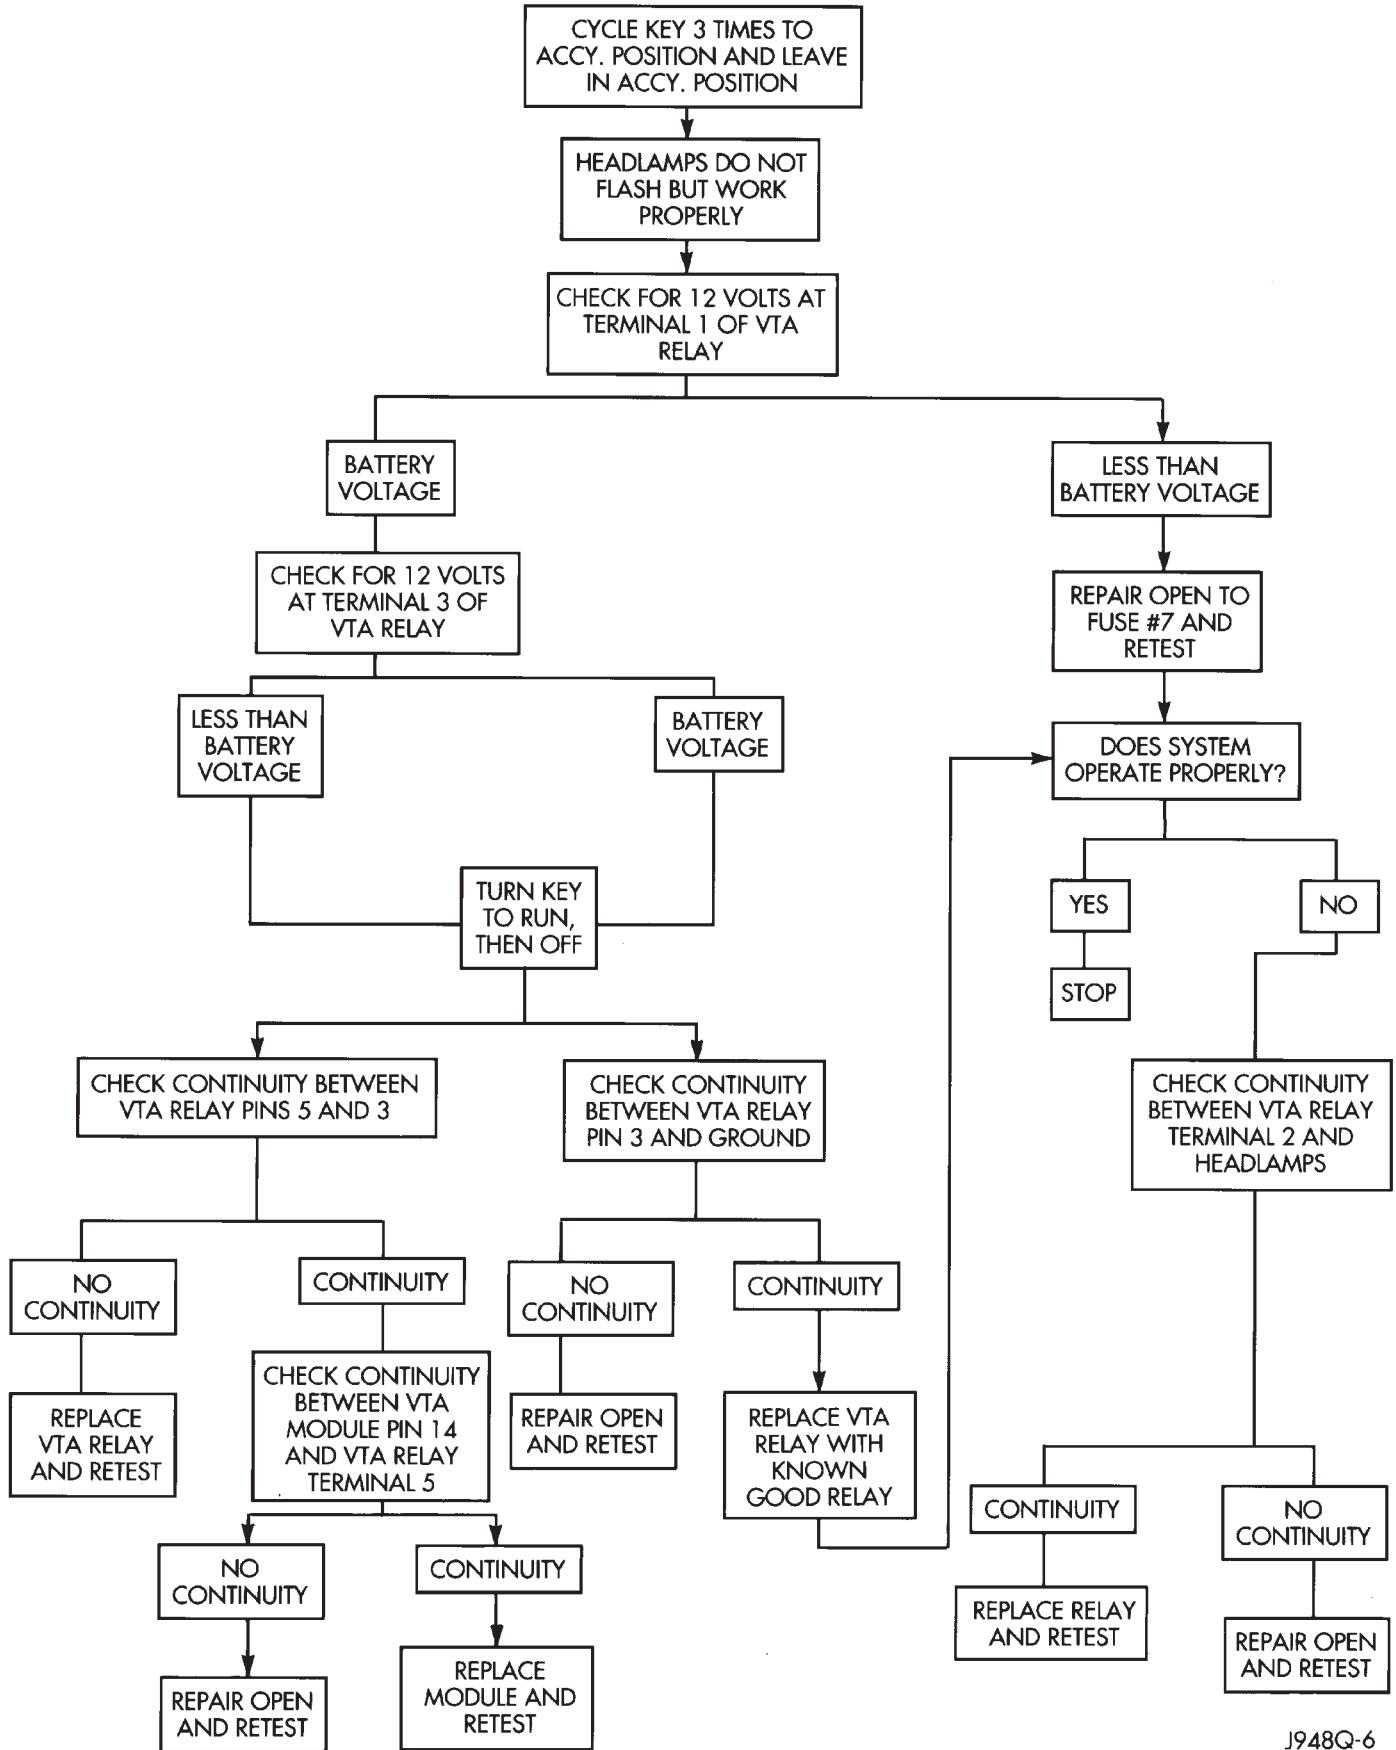 CYCLE KEY 3 TIMES TO
ACCY. POSITION AND LEAVE
IN ACCY. POSITION
HEADLAMPS DO NOT
FLASH BUT WORK
PROPERLY
CHECK FOR 12 VOLTS AT
TERMINAL 1 OF VTA
RELAY
BATTERY
VOLTAGE
LESS THAN
BATTERY VOLTAGE
CHECK FOR 12 VOLTS
AT TERMINAL 3 OF
VTA RELAY
REPAIR OPEN TO
FUSE #7 AND
RETEST
LESS THAN
BATTERY
VOLTAGE
BATTERY
VOLTAGE
DOES SYSTEM
OPERATE PROPERLY?
TURN KEY
TO RUN,
THEN OFF
YES
NO
STOP
CHECK CONTINUITY BETWEEN
VTA RELAY PINS 5 AND 3
CHECK CONTINUITY
BETWEEN VTA RELAY
PIN 3 AND GROUND
CHECK CONTINUITY
BETWEEN VTA RELAY
TERMINAL 2 AND
HEADLAMPS
NO
CONTINUITY
CONTINUITY
NO
CONTINUITY
CONTINUITY
REPLACE
VTA RELAY
AND RETEST
CHECK CONTINUITY
BETWEEN VTA
MODULE PIN 14
AND VTA RELAY
TERMINAL 5
REPAIR OPEN
AND RETEST
REPLACE VTA
RELAY WITH
KNOWN
GOOD RELAY
CONTINUITY
NO
CONTINUITY
NO
CONTINUITY
CONTINUITY
REPLACE RELAY
AND RETEST
REPAIR OPEN
AND RETEST
REPAIR OPEN
AND RETEST
REPLACE
MODULE AND
RETEST
J948Q-6